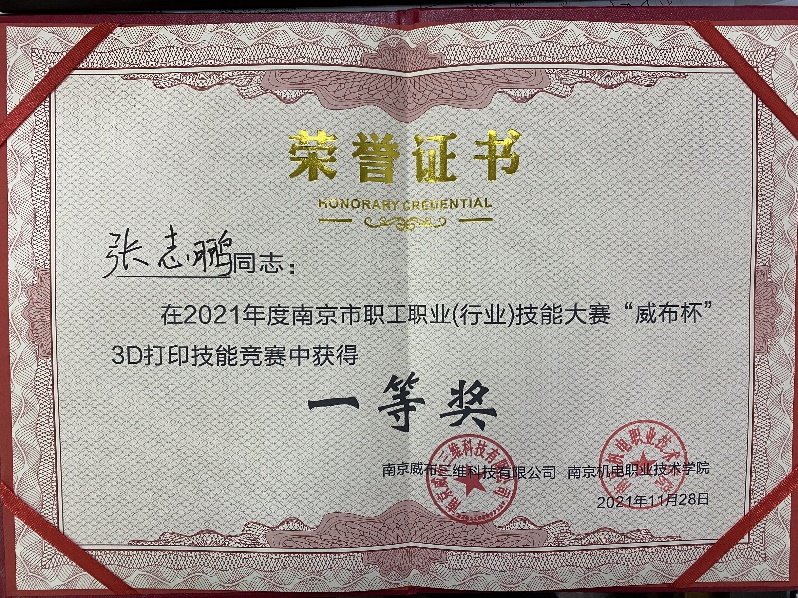 荣誉证书
HONORARY CREDENTIAL
张志鹏同志：
在2021年度南京市职工职业(行业)技能大赛“威布杯”
3D打印技能竞赛中获得
一等奖
南京威布三维科技有限公司 南京机电职业技术学院
2021年11月28日